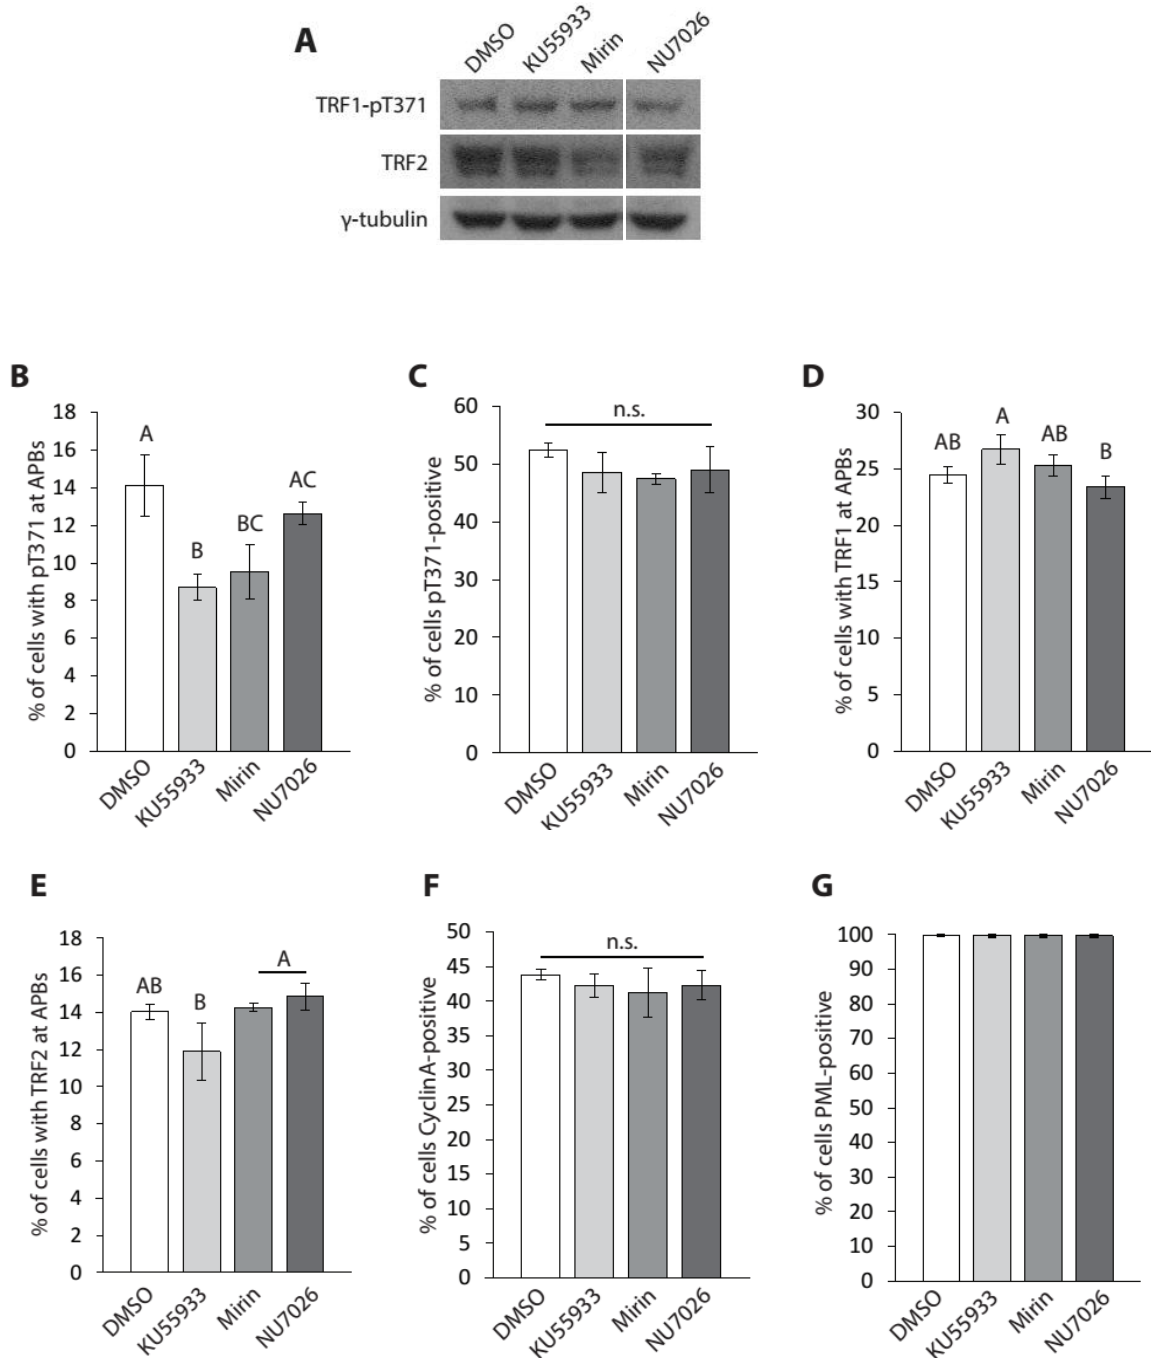 A
DMSO
KU55933
Mirin
NU7026
TRF1-pT371
TRF2
γ-tubulin
B
% of cells with pT371 at APBs
18
16
14
12
10
8
6
4
2
0
A
B
BC
AC
DMSO
KU55933
Mirin
NU7026
C
% of cells pT371-positive
60
50
40
30
20
10
0
n.s.
DMSO
KU55933
Mirin
NU7026
D
% of cells with TRF1 at APBs
30
25
20
15
10
5
0
AB
A
AB
B
DMSO
KU55933
Mirin
NU7026
E
% of cells with TRF2 at APBs
18
16
14
12
10
8
6
4
2
0
AB
B
A
DMSO
KU55933
Mirin
NU7026
F
% of cells CyclinA-positive
50
45
40
35
30
25
20
15
10
5
0
n.s.
DMSO
KU55933
Mirin
NU7026
G
% of cells PML-positive
100
90
80
70
60
50
40
30
20
10
0
DMSO
KU55933
Mirin
NU7026